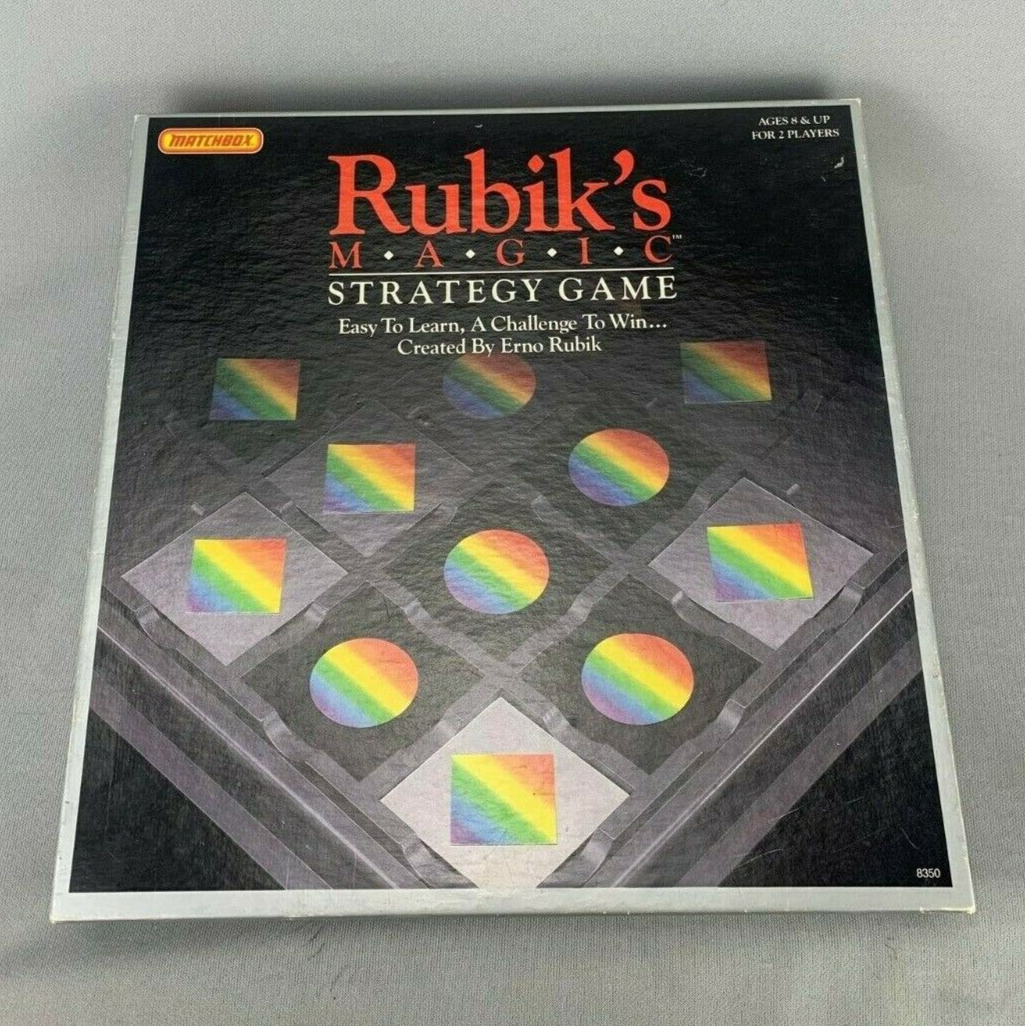 MATCHBOX
AGES 8 & UP
FOR 2 PLAYERS
Rubik's
M·A·G·I·C™
STRATEGY GAME
Easy To Learn, A Challenge To Win...
Created By Erno Rubik
8350